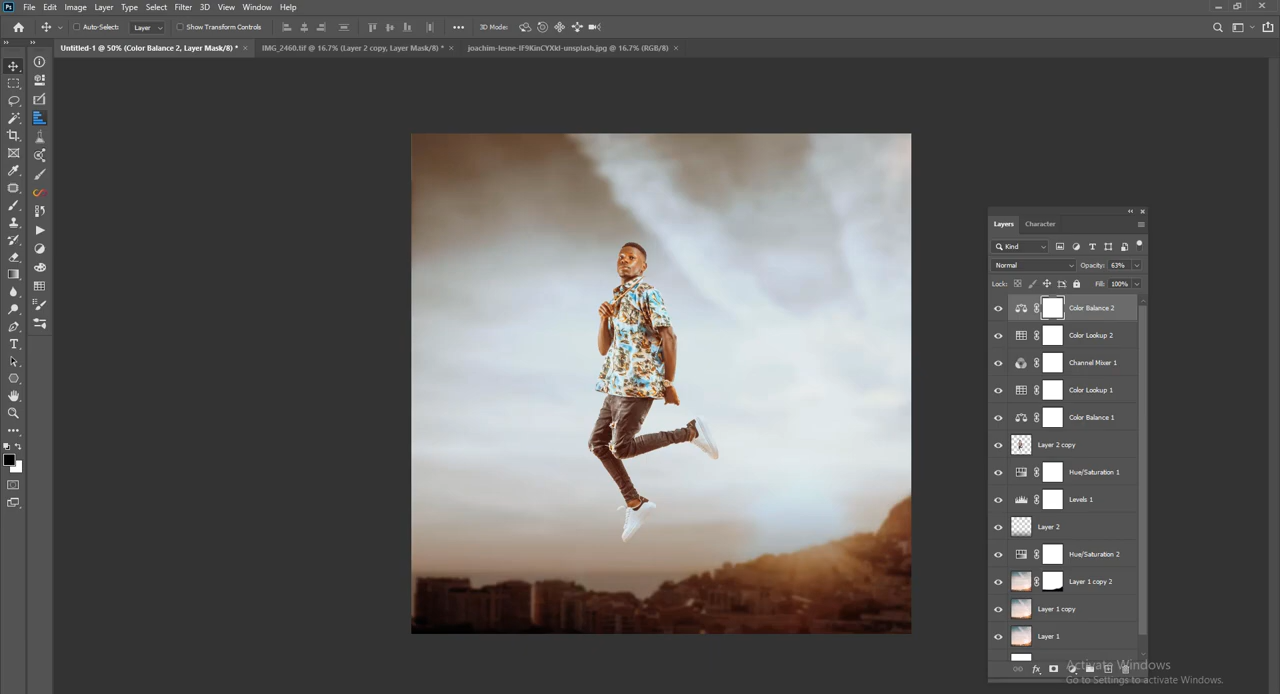 Ps File Edit Image Layer Type Select Filter 3D View Window Help
Auto-Select: Layer Show Transform Controls 3D Mode:
Untitled-1 @ 50% (Color Balance 2, Layer Mask/8) * × IMG_2460.tif @ 16.7% (Layer 2 copy, Layer Mask/8) * × joachim-lesne-IF9KinCYXkI-unsplash.jpg @ 16.7% (RGB/8) ×
Layers Character
Kind
Normal Opacity: 63%
Lock: Fill: 100%
Color Balance 2
Color Lookup 2
Channel Mixer 1
Color Lookup 1
Color Balance 1
Layer 2 copy
Hue/Saturation 1
Levels 1
Layer 2
Hue/Saturation 2
Layer 1 copy 2
Layer 1 copy
Layer 1
fx
Activate Windows
Go to Settings to activate Windows.